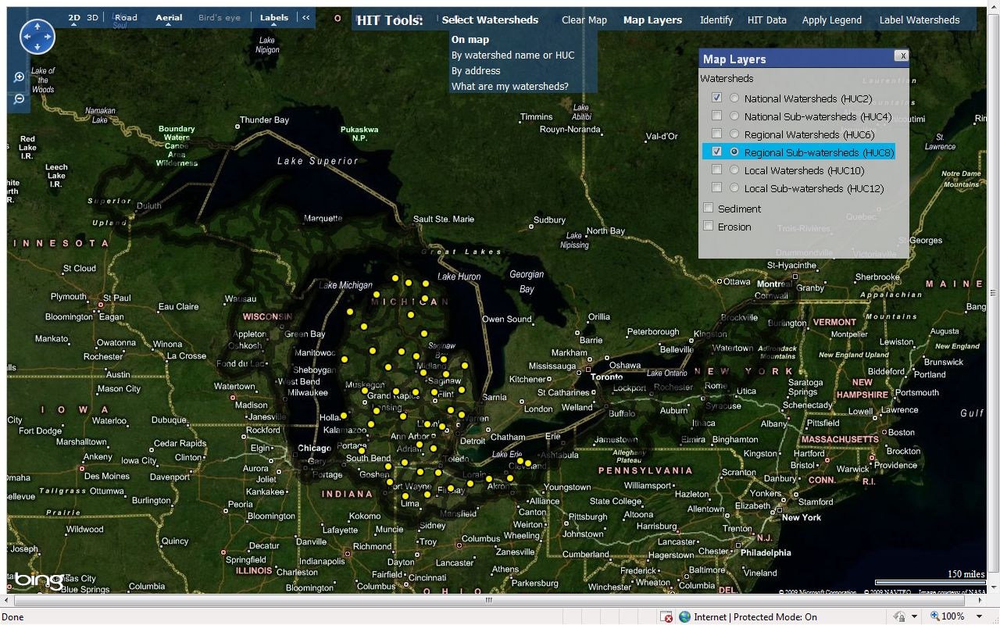 2D 3D | Road Aerial Bird's eye | Labels <<
HIT Tools: Select Watersheds Clear Map Map Layers Identify HIT Data Apply Legend Label Watersheds
On map
By watershed name or HUC
By address
What are my watersheds?
Map Layers x
Watersheds
National Watersheds (HUC2)
National Sub-watersheds (HUC4)
Regional Watersheds (HUC6)
Regional Sub-watersheds (HUC8)
Local Watersheds (HUC10)
Local Sub-watersheds (HUC12)
Sediment
Erosion
Lake Nipigon
Lake of the Woods
Namakan Lake
Thunder Bay
Boundary Waters Canoe Area Wilderness
Pukaskwa N.P.
Lake Abitibi
Timmins
Rouyn-Noranda
Val-d'Or
Red Lake I.R.
Leech Lake I.R.
Lake Superior
St. Lawrence
Notre Dame Mountains
Superior Upland
Duluth
Marquette
Sault Ste. Marie
Sudbury
North Bay
Lake Nipissing
Quebec
Trois-Rivières
St-Georges
Drummondville
Victoriaville
MINNESOTA
Great Lakes
St Cloud
Lake Michigan
Lake Huron
Georgian Bay
Ottawa
St-Hyacinthe
Montreal
Granby
Sherbrooke
MAINE
Cornwall
Appalachian Mountains
Plymouth
St Paul
Bloomington
Eagan
Eau Claire
Wausau
MICHIGAN
WISCONSIN
Owen Sound
Orillia
Brockville
Burlington
VERMONT
Montpelier
Augusta
Mankato
Owatonna
Winona
Rochester
La Crosse
Appleton
Oshkosh
Green Bay
Manitowoc
Saginaw Bay
Barrie
Peterborough
Belleville
Kingston
Watertown
Adirondack Mountains
New England Upland
Lewiston
New England
Austin
Fond du Lac
Sheboygan
Midland
Markham
Mississauga
Oshawa
Toronto
Lake Ontario
NEW YORK
Biddeford
Brunswick
Portland
Mason City
Watertown
West Bend
Milwaukee
Muskegon
Saginaw
Grand Rapids
Flint
Kitchener
St Catharines
Lockport
Rochester
Rome
Utica
Saratoga Springs
NEW HAMPSHIRE
Portsmouth
IOWA
Madison
Janesville
Lansing
Sarnia
London
Welland
Buffalo
Auburn
Syracuse
Schenectady
Lowell
Lawrence
Gulf
Fort Dodge
Waterloo
Dubuque
Rockford
Kalamazoo
Warren
Ithaca
Albany
Pittsfield
Boston
Marshalltown
Cedar Rapids
Elgin
Chicago
Portage
Ann Arbor
Detroit
Chatham
Erie
Jamestown
Elmira
Binghamton
MASSACHUSETTS
Ankeny
Iowa City
Clinton
Aurora
Gary
South Bend
Adrian
Toledo
Lake Erie
Ashtabula
Allegheny Plateau
Kingston
Hartford
Brockton
Omaha
Des Moines
Davenport
Joliet
Portage
Goshen
Lorain
Cleveland
PENNSYLVANIA
Scranton
Bristol
Danbury
Warwick
Providence
CONN.
R.I.
Bellevue
Tallgrass
Prairie
Ottumwa
Burlington
Kankakee
INDIANA
Fort Wayne
Findlay
Akron
Youngstown
Williamsport
Hazleton
Yonkers
Stamford
Peoria
Bloomington
Lima
Mansfield
Alliance
Canton
State College
Allentown
Elizabeth
New York
Wildwood
Kokomo
Lafayette
Muncie
Sidney
Weirton
Wheeling
Pittsburgh
Johnstown
Altoona
Harrisburg
Trenton
N.J.
St Joseph
Quincy
Decatur
Danville
Richmond
Troy
Columbus
Zanesville
Cumberland
Lancaster
Chester
Philadelphia
Springfield
ILLINOIS
Charleston
Indianapolis
Dayton
Lancaster
Hagerstown
Athens
Frederick
Baltimore
Vineland
bing
Kansas City
Blue Springs
Columbia
Bloomington
Fairfield
Columbus
Cincinnati
OHIO
Parkersburg
Winchester
Wheaton
Columbia
DEL.
150 miles
© 2009 Microsoft Corporation © 2009 NAVTEQ Image courtesy of NASA
Done Internet | Protected Mode: On 100%